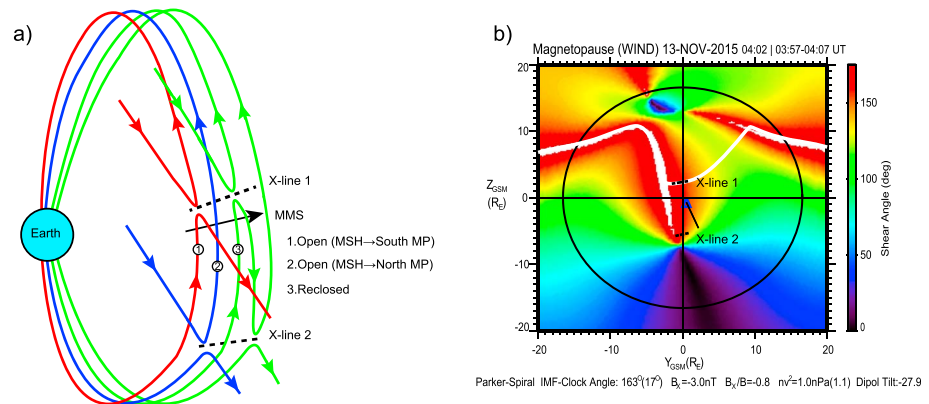 a)
Earth
X-line 1
MMS
1
2
3
1.Open (MSH→South MP)
2.Open (MSH→North MP)
3.Reclosed
X-line 2
b)
Magnetopause (WIND) 13-NOV-2015 04:02 | 03:57-04:07 UT
20
10
0
-10
-20
Z_GSM
(R_E)
X-line 1
X-line 2
-20 -10 0 10 20
Y_GSM(R_E)
150
100
50
0
Shear Angle (deg)
Parker-Spiral IMF-Clock Angle: 163⁰(17⁰) B_x=-3.0nT B_x/B=-0.8 nv²=1.0nPa(1.1) Dipol Tilt:-27.9